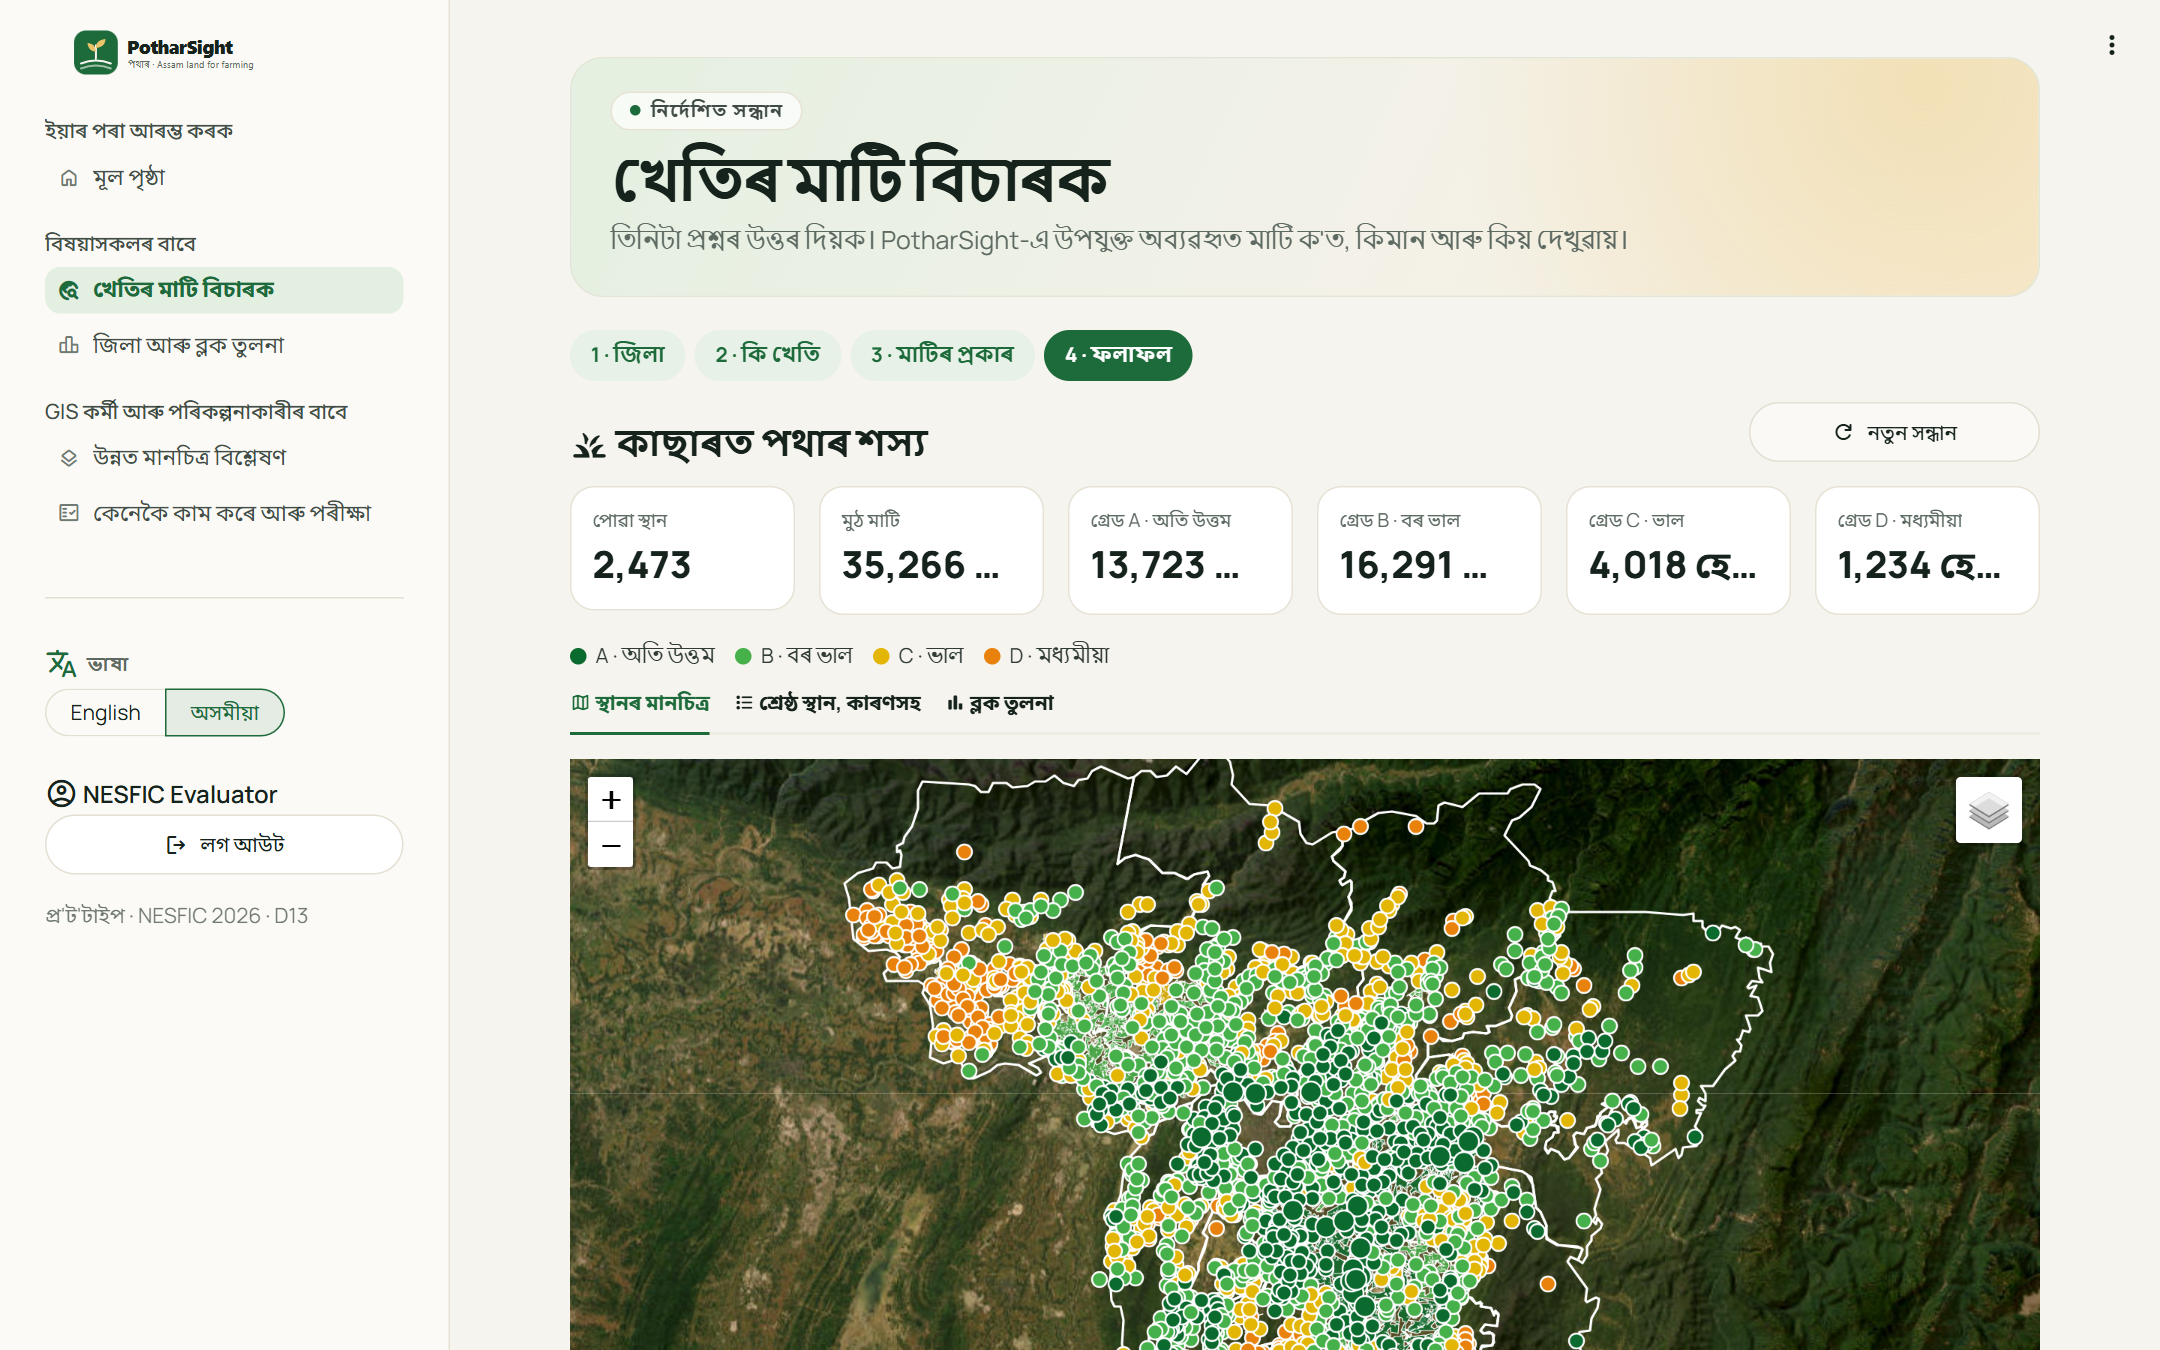 PotharSight
পথাৰ · Assam land for farming
ইয়াৰ পৰা আৰম্ভ কৰক
মূল পৃষ্ঠা
বিষয়াসকলৰ বাবে
খেতিৰ মাটি বিচাৰক
জিলা আৰু ব্লক তুলনা
GIS কৰ্মী আৰু পৰিকল্পনাকাৰীৰ বাবে
উন্নত মানচিত্ৰ বিশ্লেষণ
কেনেকৈ কাম কৰে আৰু পৰীক্ষা
ভাষা
English
অসমীয়া
NESFIC Evaluator
লগ আউট
প্ৰ'ট'টাইপ · NESFIC 2026 · D13
নিৰ্দেশিত সন্ধান
খেতিৰ মাটি বিচাৰক
তিনিটা প্ৰশ্নৰ উত্তৰ দিয়ক। PotharSight-এ উপযুক্ত অব্যৱহৃত মাটি ক'ত, কিমান আৰু কিয় দেখুৱায়।
1 · জিলা
2 · কি খেতি
3 · মাটিৰ প্ৰকাৰ
4 · ফলাফল
কাছাৰত পথাৰ শস্য
নতুন সন্ধান
পোৱা স্থান
2,473
মুঠ মাটি
35,266 ...
গ্ৰেড A · অতি উত্তম
13,723 ...
গ্ৰেড B · বৰ ভাল
16,291 ...
গ্ৰেড C · ভাল
4,018 হে...
গ্ৰেড D · মধ্যমীয়া
1,234 হে...
A · অতি উত্তম
B · বৰ ভাল
C · ভাল
D · মধ্যমীয়া
স্থানৰ মানচিত্ৰ
শ্ৰেষ্ঠ স্থান, কাৰণসহ
ব্লক তুলনা
+
−